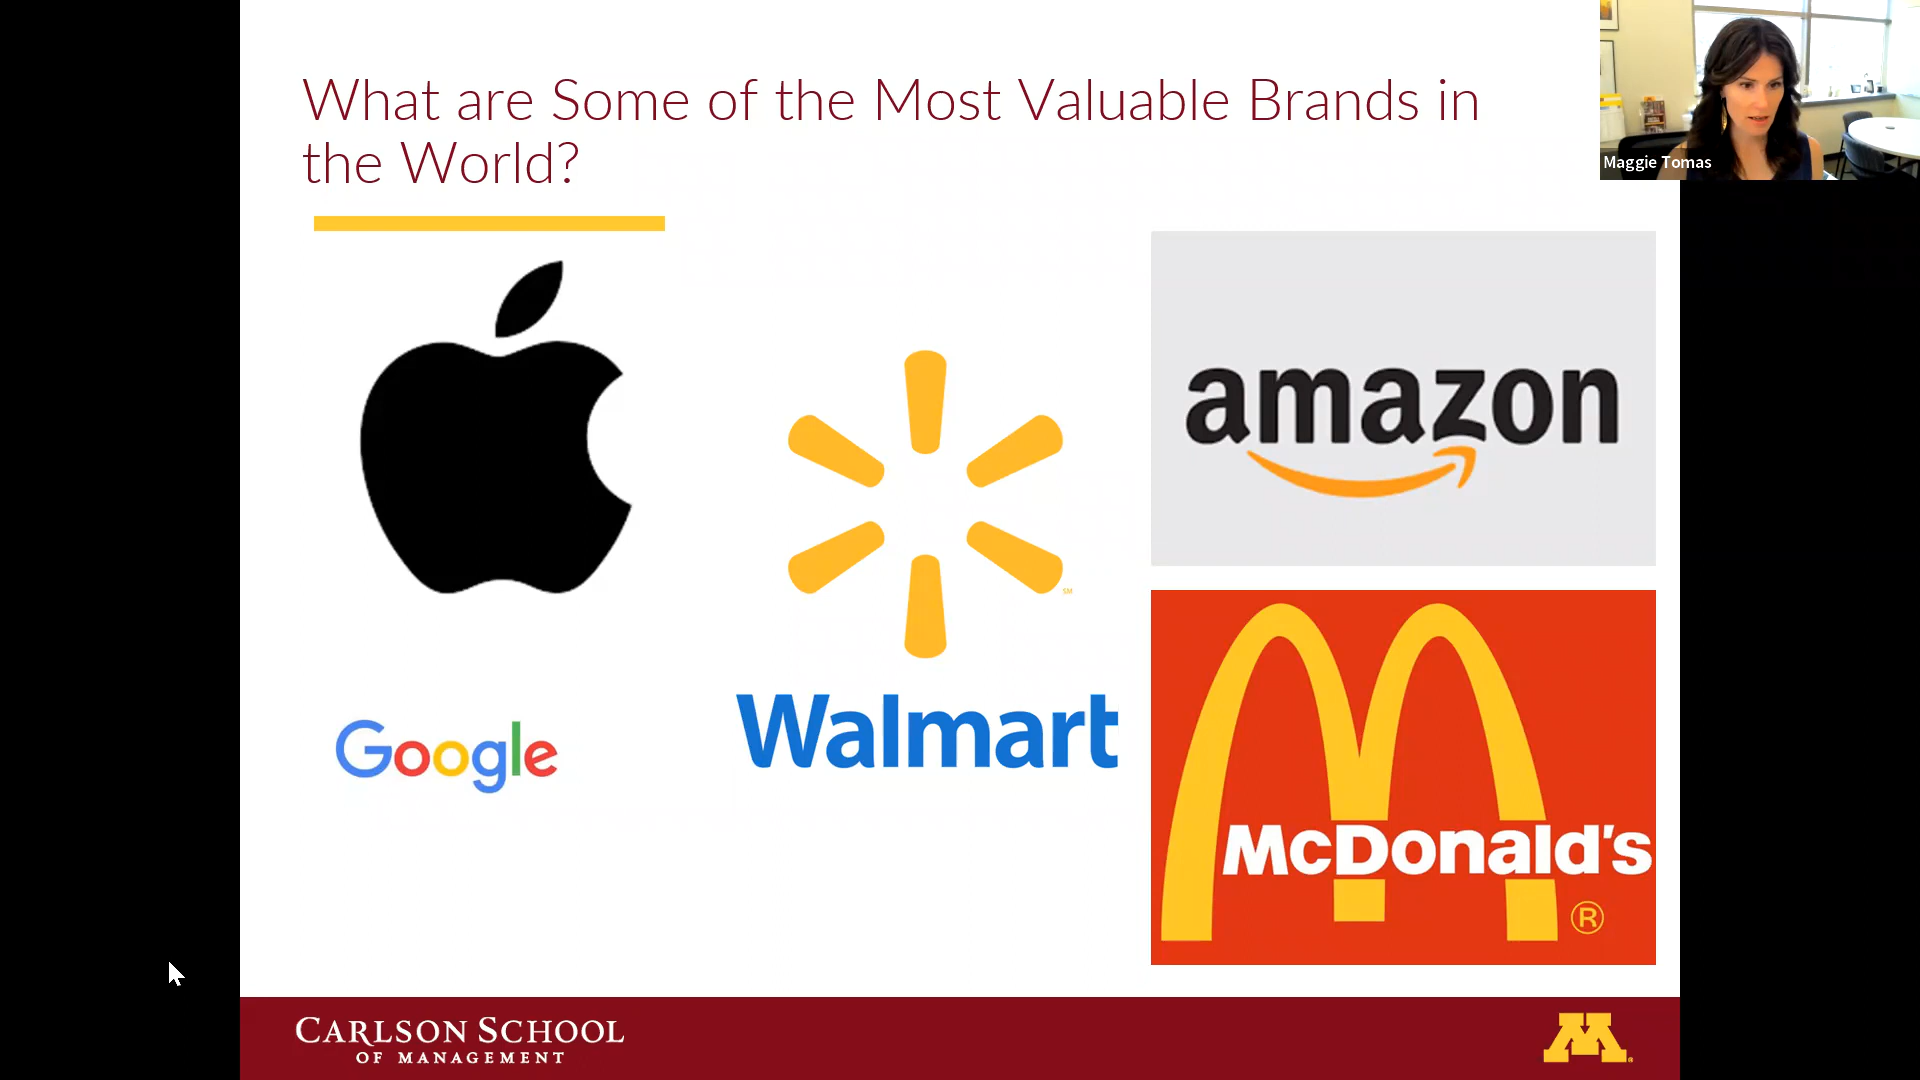 What are Some of the Most Valuable Brands in
the World?
Maggie Tomas
amazon
SM
Google
Walmart
McDonald's
®
CARLSON SCHOOL
OF MANAGEMENT
M